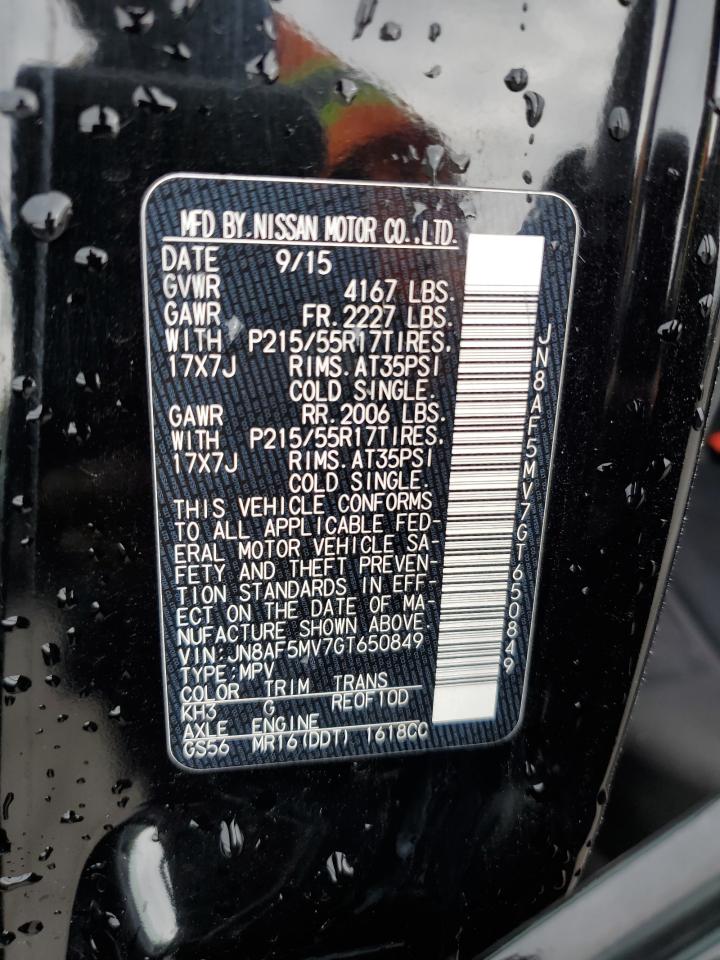 MFD BY.NISSAN MOTOR CO.,LTD.
DATE 9/15
GVWR 4167 LBS.
GAWR FR.2227 LBS.
WITH P215/55R17TIRES.
17X7J RIMS.AT35PSI
COLD SINGLE.
GAWR RR.2006 LBS.
WITH P215/55R17TIRES.
17X7J RIMS.AT35PSI
COLD SINGLE.
THIS VEHICLE CONFORMS
TO ALL APPLICABLE FED-
ERAL MOTOR VEHICLE SA-
FETY AND THEFT PREVEN-
TION STANDARDS IN EFF-
ECT ON THE DATE OF MA-
NUFACTURE SHOWN ABOVE.
VIN:JN8AF5MV7GT650849
TYPE:MPV
COLOR TRIM TRANS
KH3 G RE0F10D
AXLE ENGINE
GS56 MR16(DDT) 1618CC
JN8AF5MV7GT650849